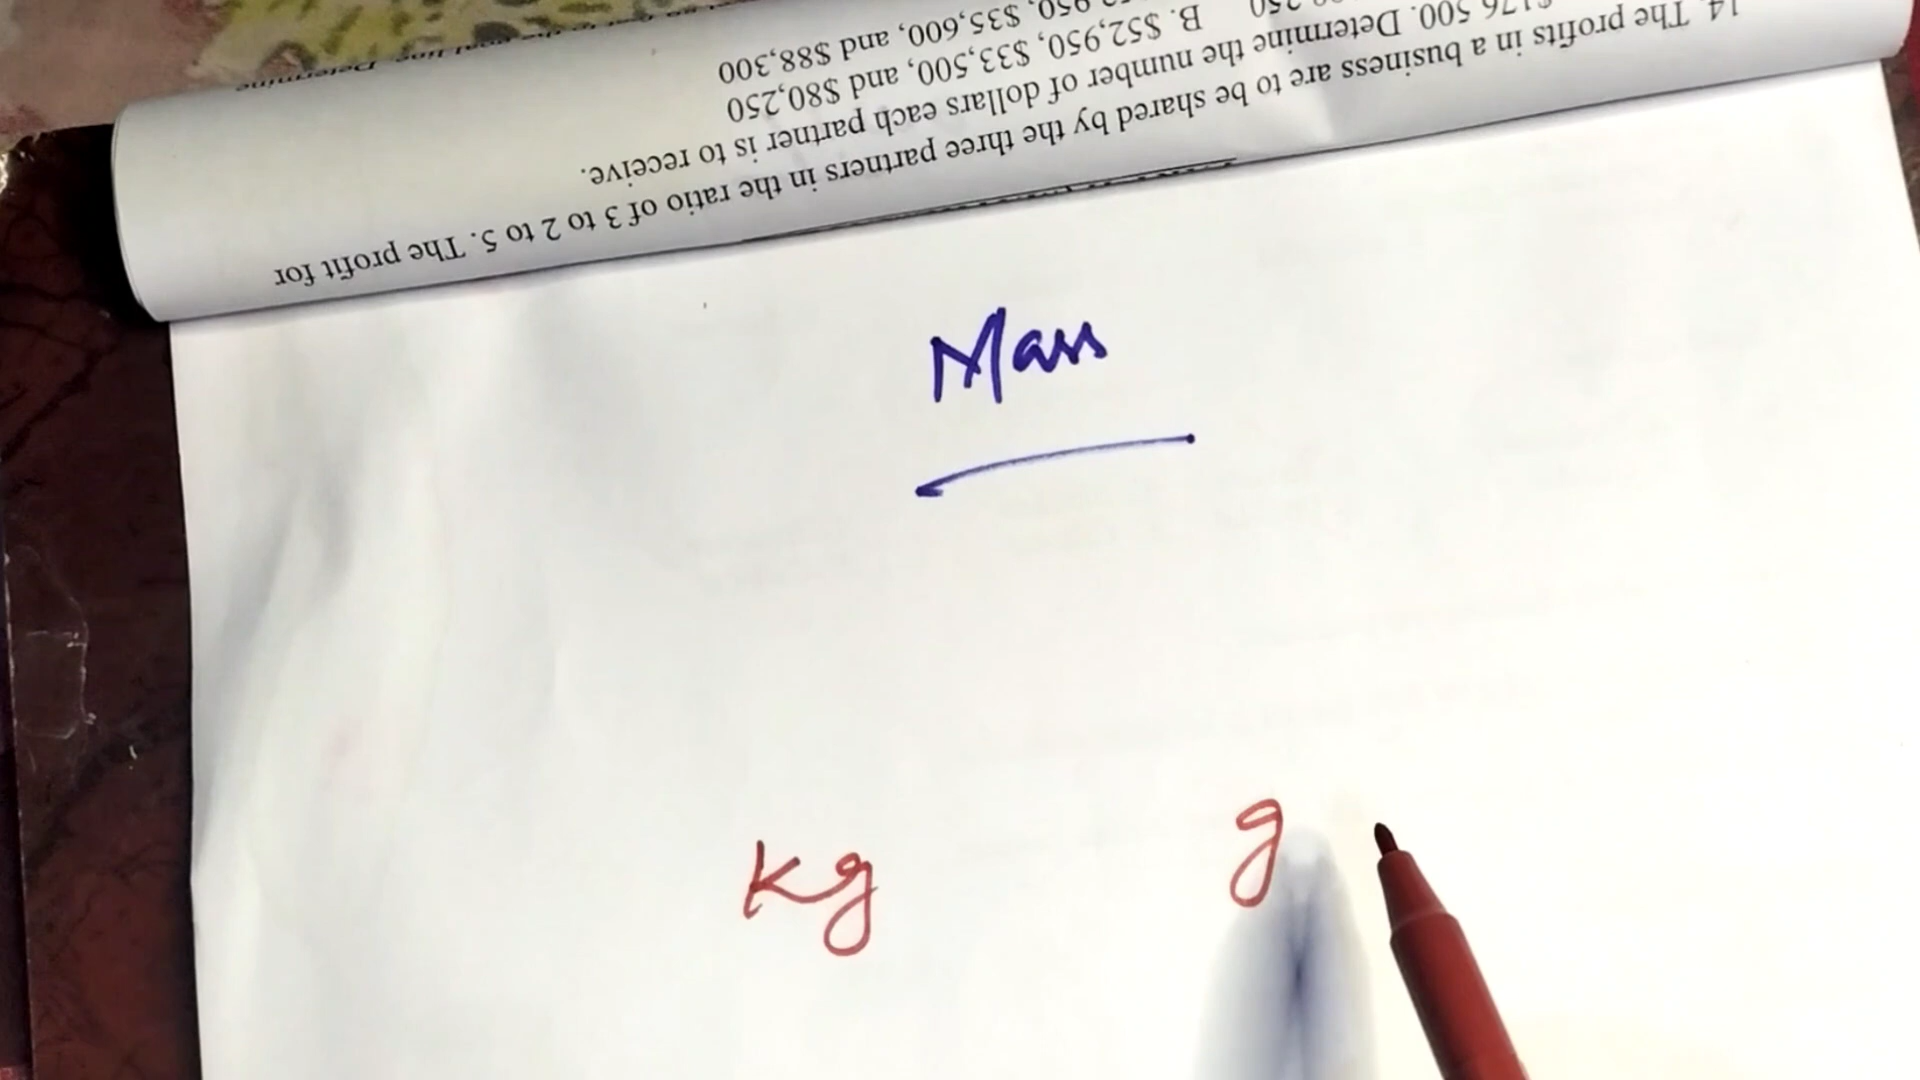 Mass
kg g
14. The profits in a business are to be shared by the three partners in the ratio of 3 to 2 to 5. The profit for
$176 500. Determine the number of dollars each partner is to receive.
B. $52,950, $33,500, and $80,250
$35,600, and $88,300